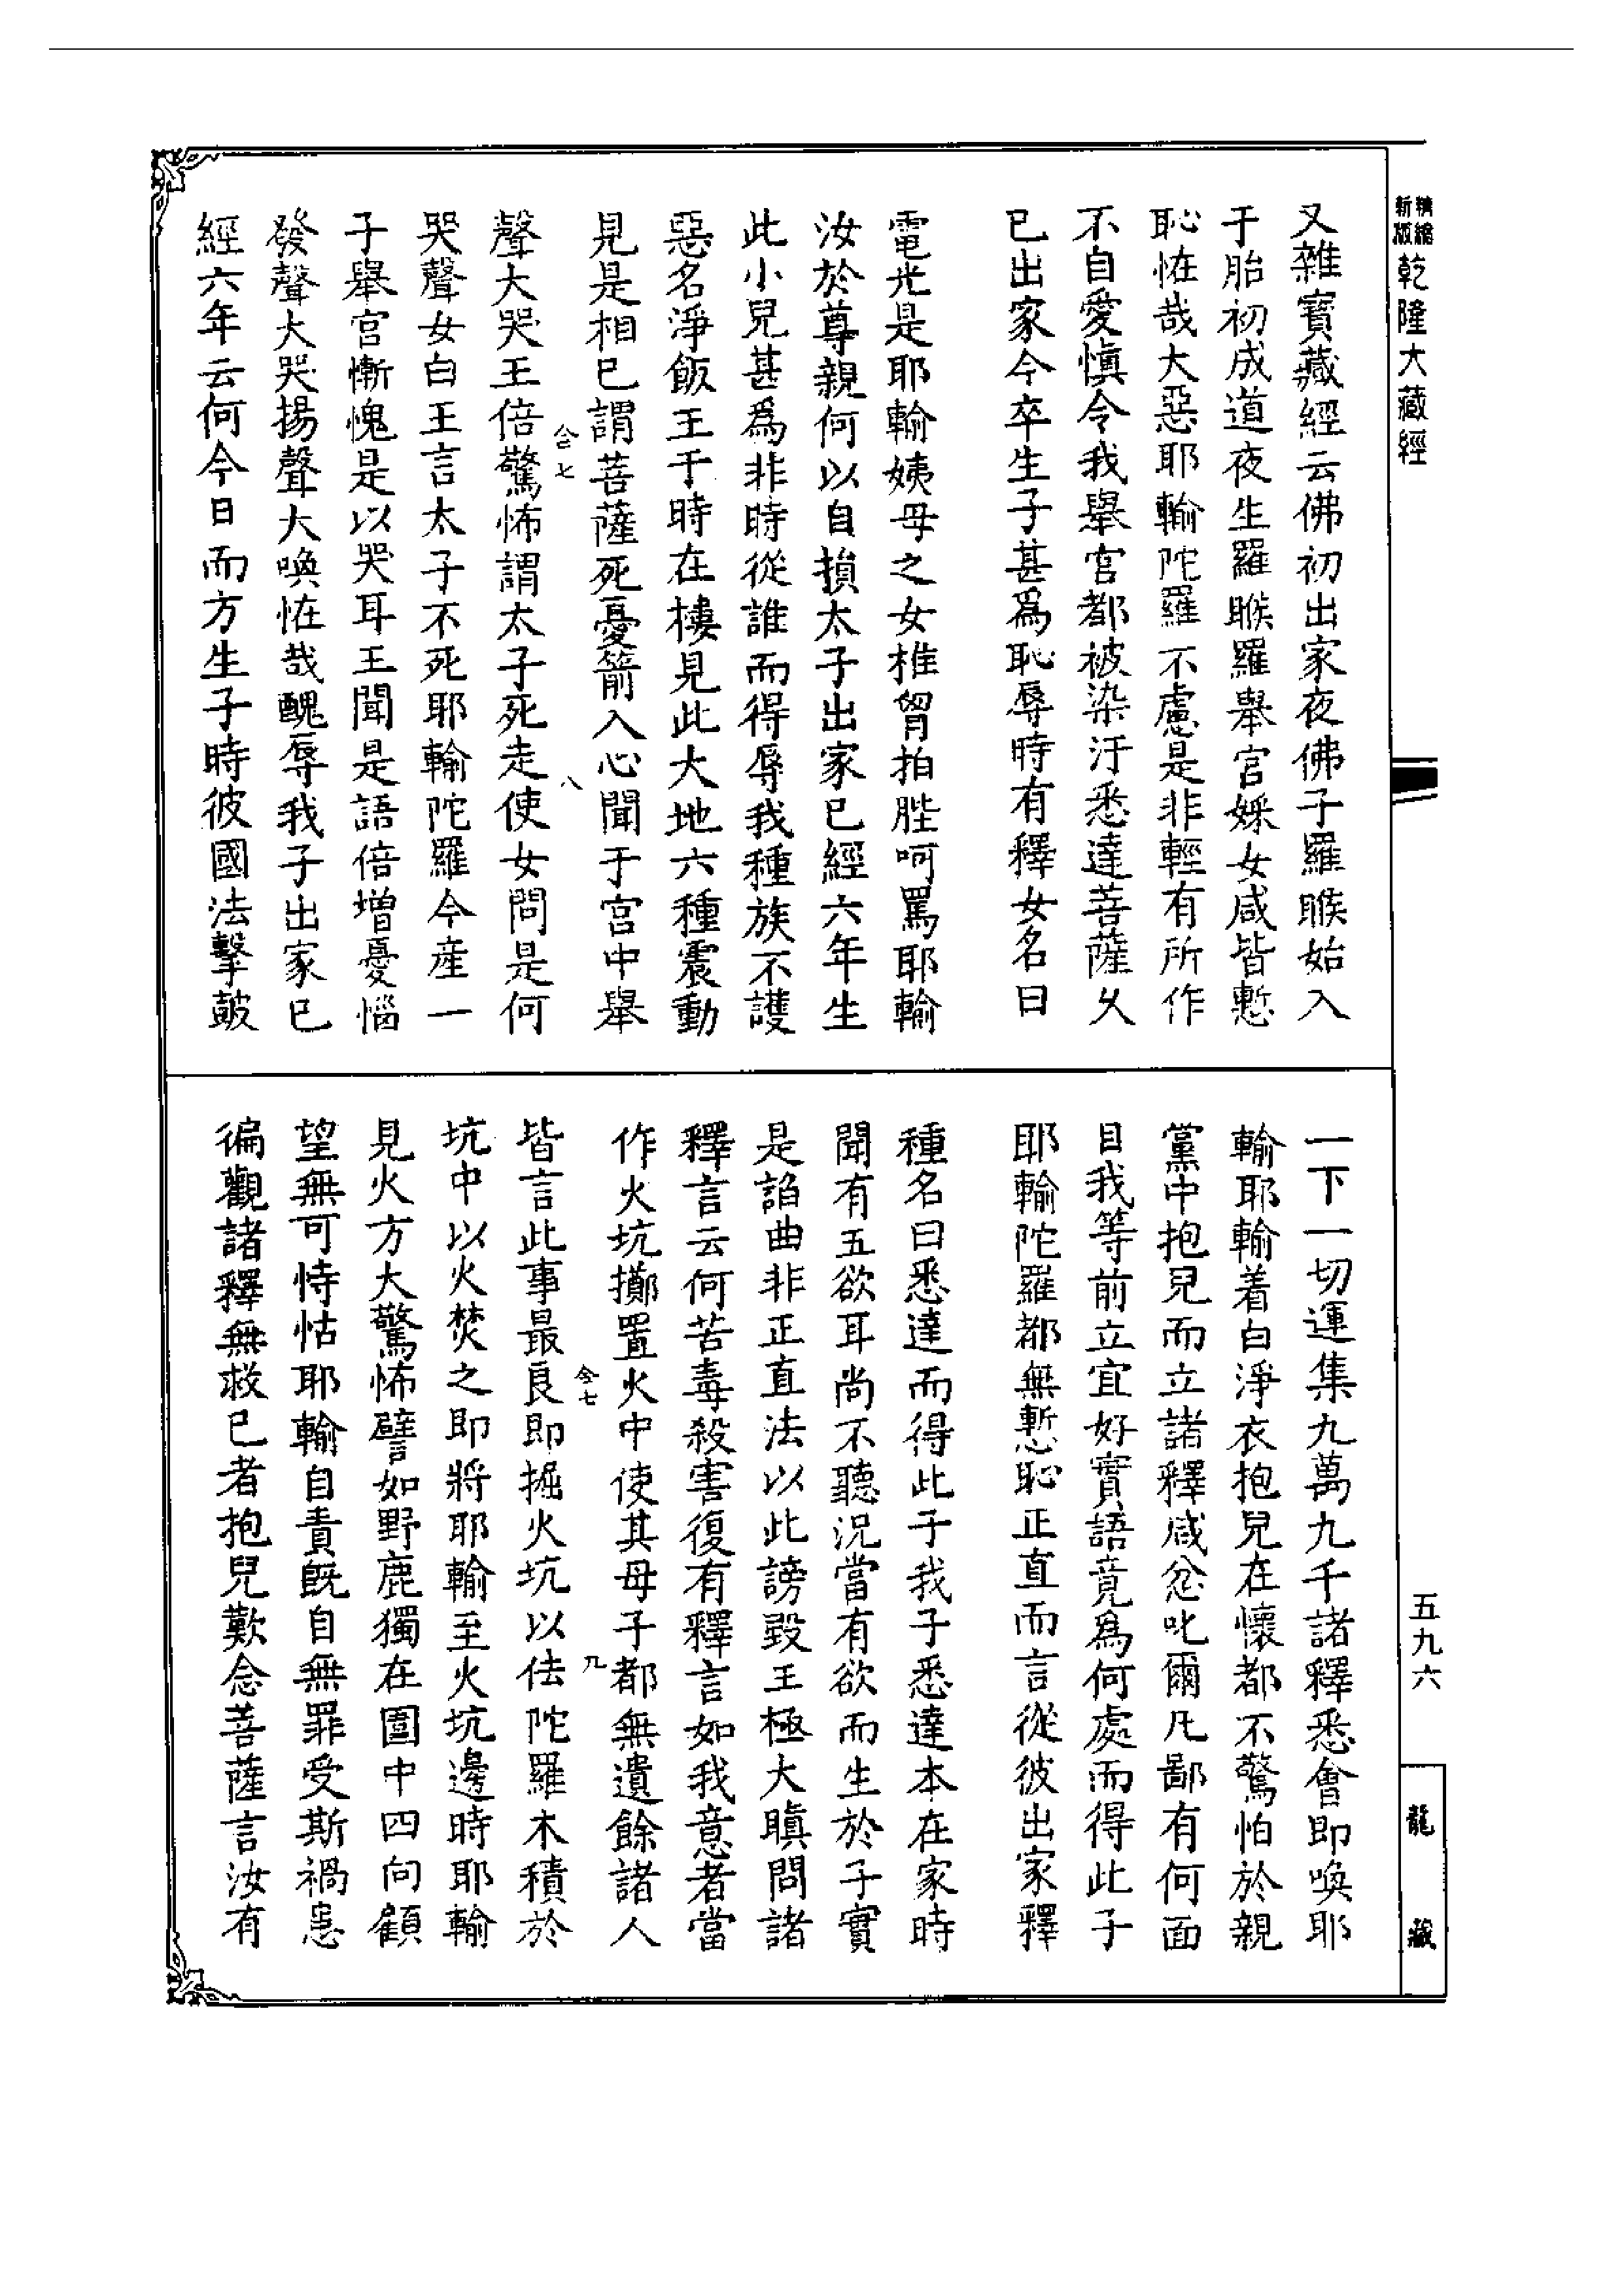 精縮新版乾隆大藏經
又雜寶藏經云佛初出家夜佛子羅睺始入
于胎初成道夜生羅睺羅舉宮婇女咸皆慙
恥恠哉大惡耶輸陀羅不慮是非輕有所作
不自愛慎令我舉宮都被染汙悉達菩薩久
已出家今卒生子甚爲恥辱時有釋女名曰
電光是耶輸姨母之女椎胷拍䏶呵罵耶輸
汝於尊親何以自損太子出家已經六年生
此小兒甚爲非時從誰而得辱我種族不護
惡名淨飯王于時在樓見此大地六種震動
見是相已謂菩薩死憂箭入心聞于宮中舉
聲大哭王倍驚怖謂太子死走使女問是何
哭聲女白王言太子不死耶輸陀羅今產一
子舉宮慚愧是以哭耳王聞是語倍增憂惱
發聲大哭揚聲大喚恠哉醜辱我子出家已
經六年云何今日而方生子時彼國法擊鼓
一下一切運集九萬九千諸釋悉會即喚耶
輸耶輸着白淨衣抱兒在懷都不驚怕於親
黨中抱兒而立諸釋咸忿叱爾凡鄙有何面
目我等前立宜好實語竟爲何處而得此子
耶輸陀羅都無慙恥正直而言從彼出家釋
種名曰悉達而得此子我子悉達本在家時
聞有五欲耳尚不聽況當有欲而生於子實
是諂曲非正直法以此謗毀王極大瞋問諸
釋言云何苦毒殺害復有釋言如我意者當
作火坑擲置火中使其母子都無遺餘諸人
皆言此事最良即掘火坑以佉陀羅木積於
坑中以火焚之即將耶輸至火坑邊時耶輸
見火方大驚怖譬如野鹿獨在圍中四向顧
望無可恃怙耶輸自責旣自無罪受斯禍患
徧觀諸釋無救已者抱兒歎念菩薩言汝有
五九六
龍藏
七
八
七
九